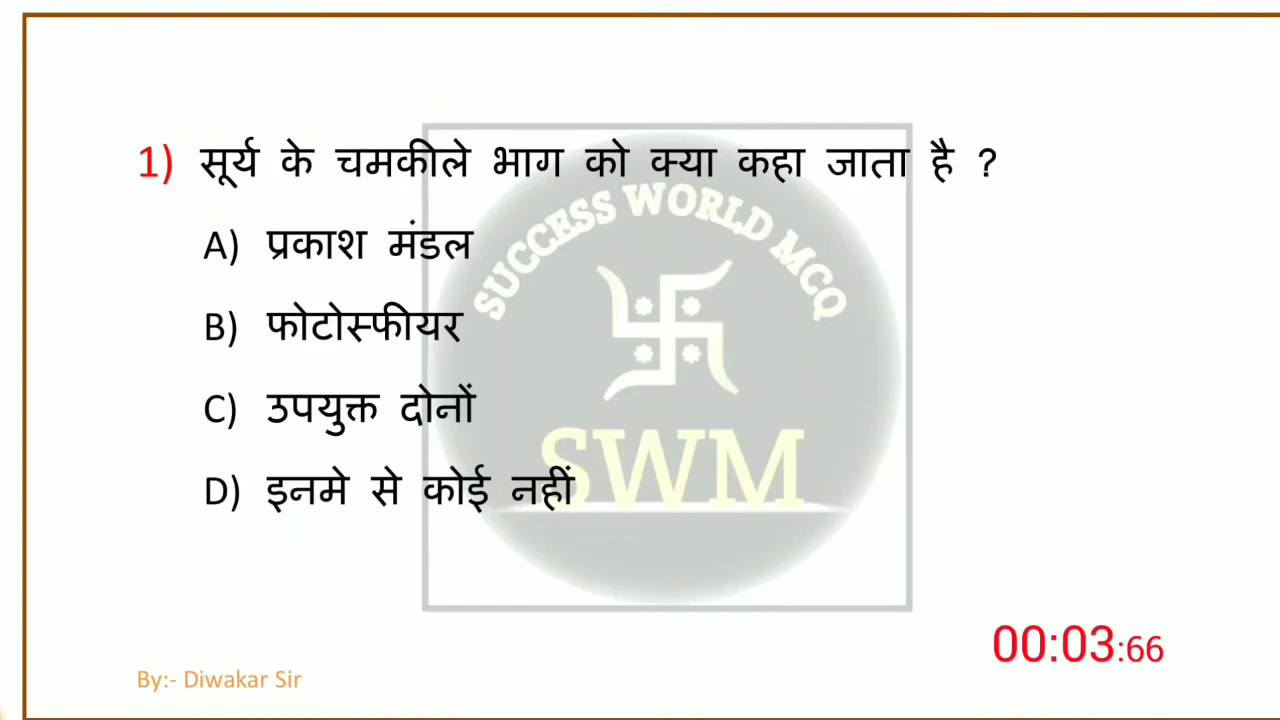 1) सूर्य के चमकीले भाग को क्या कहा जाता है ?
A) प्रकाश मंडल
B) फोटोस्फीयर
C) उपयुक्त दोनों
D) इनमे से कोई नहीं
SUCCESS WORLD MCQ
SWM
00:03:66
By:- Diwakar Sir